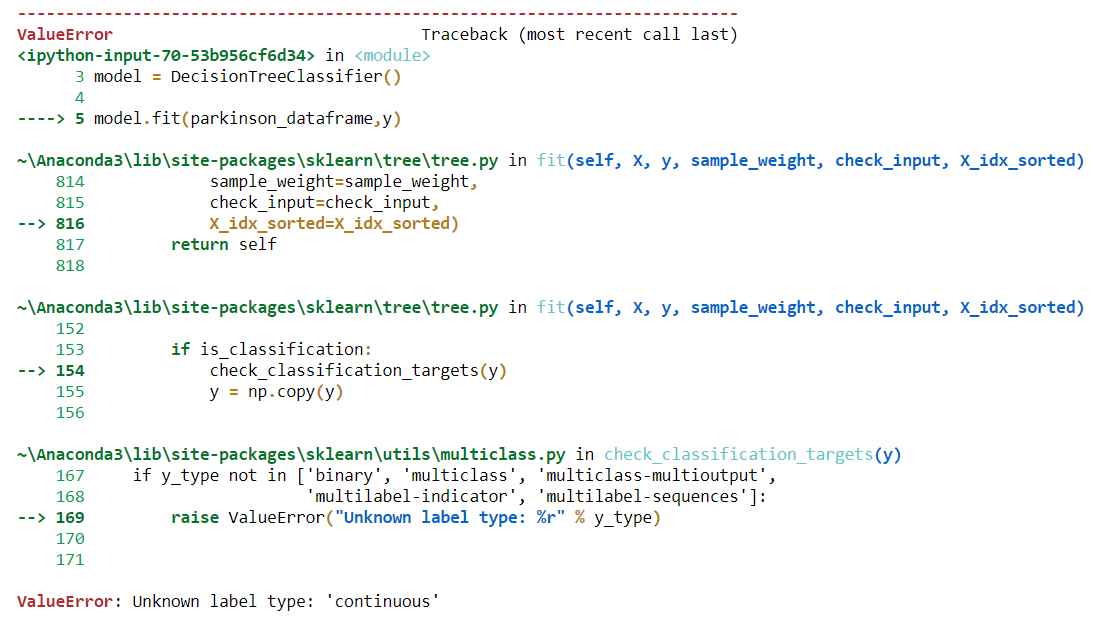 ---------------------------------------------------------------------------
ValueError                                Traceback (most recent call last)
<ipython-input-70-53b956cf6d34> in <module>
      3 model = DecisionTreeClassifier()
      4
----> 5 model.fit(parkinson_dataframe,y)
~\Anaconda3\lib\site-packages\sklearn\tree\tree.py in fit(self, X, y, sample_weight, check_input, X_idx_sorted)
    814             sample_weight=sample_weight,
    815             check_input=check_input,
--> 816             X_idx_sorted=X_idx_sorted)
    817         return self
    818
~\Anaconda3\lib\site-packages\sklearn\tree\tree.py in fit(self, X, y, sample_weight, check_input, X_idx_sorted)
    152
    153         if is_classification:
--> 154             check_classification_targets(y)
    155             y = np.copy(y)
    156
~\Anaconda3\lib\site-packages\sklearn\utils\multiclass.py in check_classification_targets(y)
    167     if y_type not in ['binary', 'multiclass', 'multiclass-multioutput',
    168                       'multilabel-indicator', 'multilabel-sequences']:
--> 169         raise ValueError("Unknown label type: %r" % y_type)
    170
    171
ValueError: Unknown label type: 'continuous'